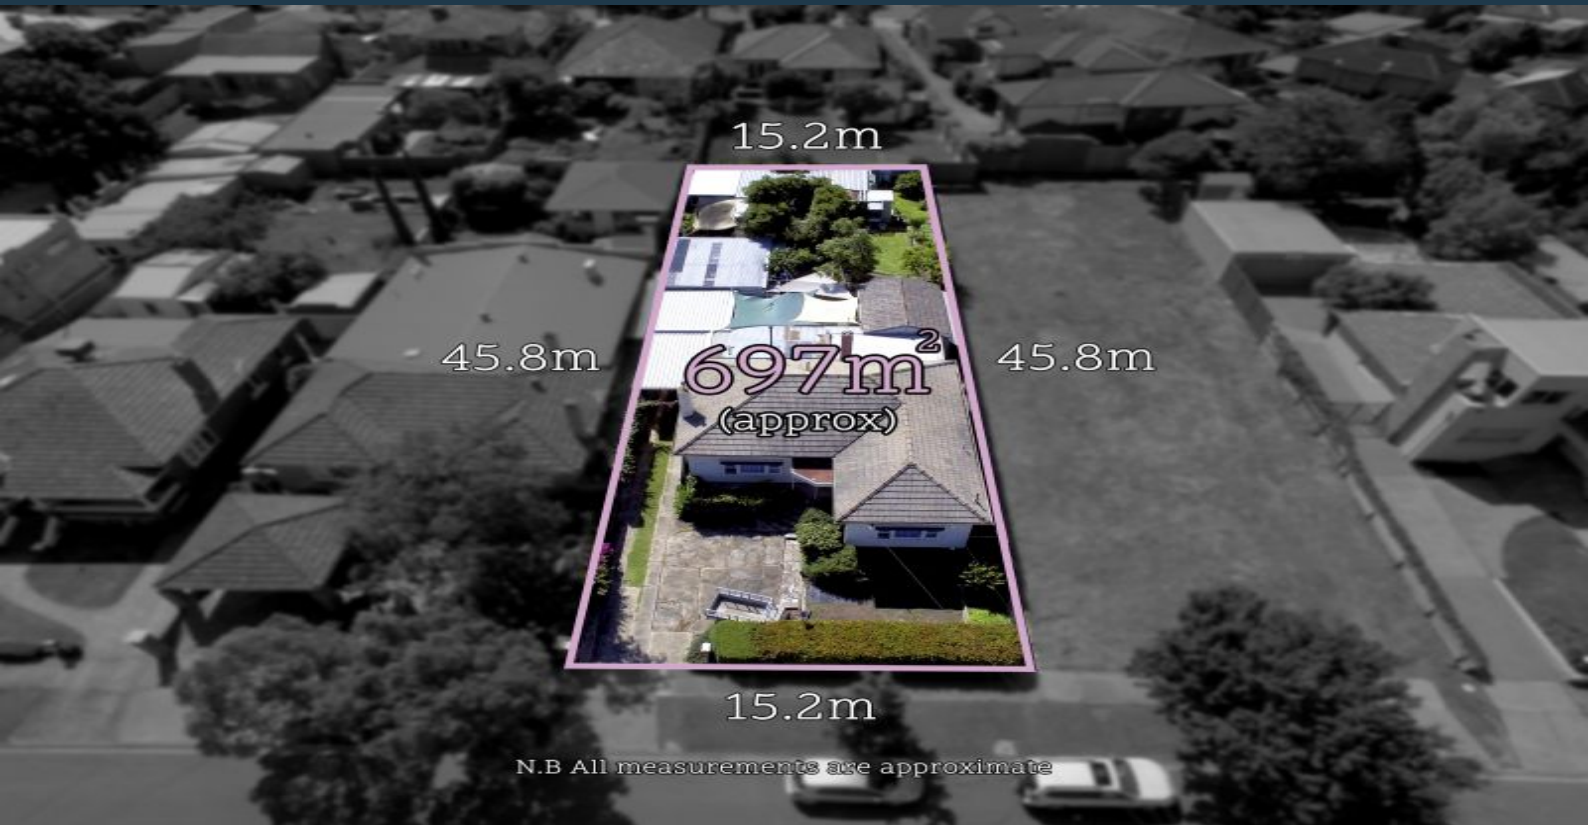 15.2m
45.8m
697m²
45.8m
(approx)
15.2m
N.B All measurements are approximate